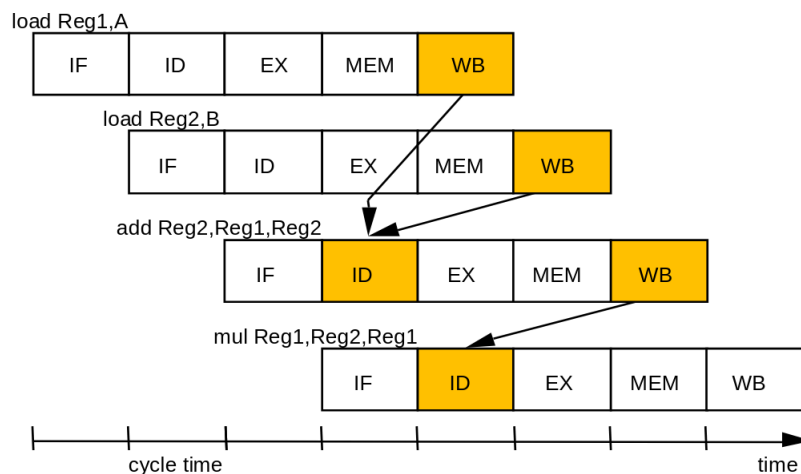 load Reg1,A
IF ID EX MEM WB
load Reg2,B
IF ID EX MEM WB
add Reg2,Reg1,Reg2
IF ID EX MEM WB
mul Reg1,Reg2,Reg1
IF ID EX MEM WB
cycle time time